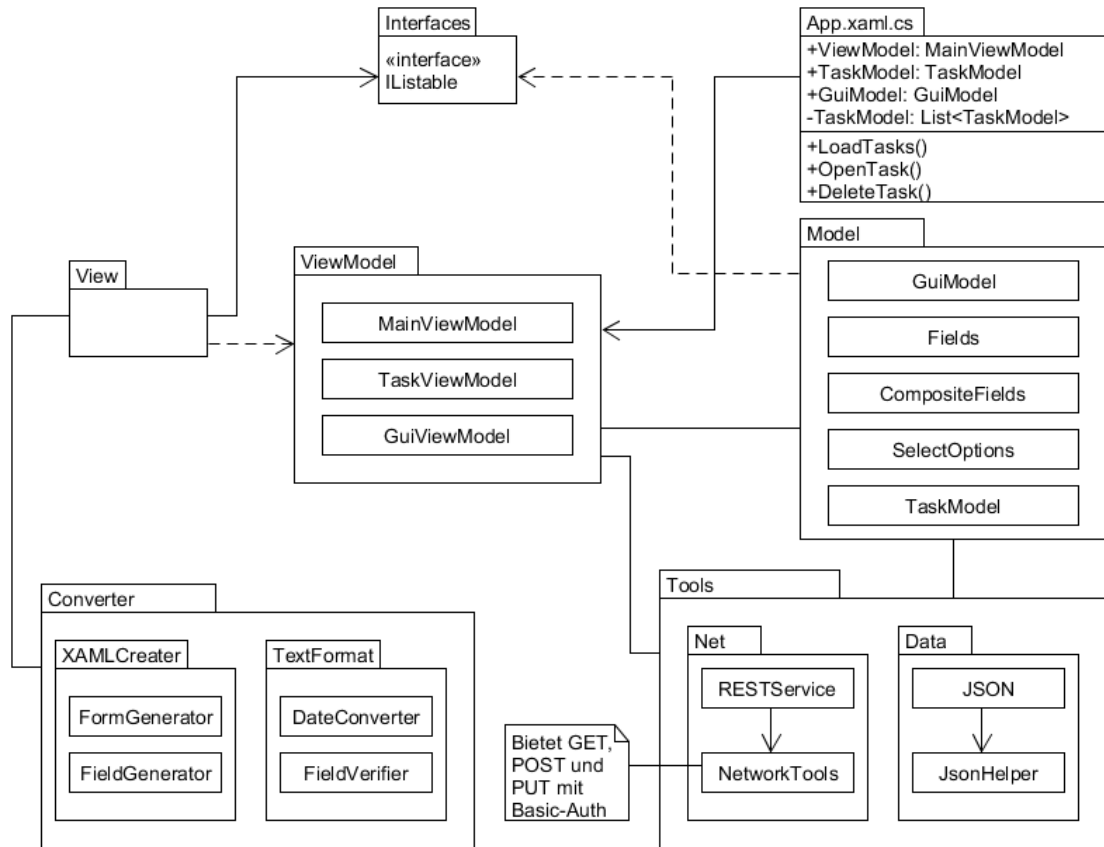 Interfaces
«interface»
IListable
App.xaml.cs
+ViewModel: MainViewModel
+TaskModel: TaskModel
+GuiModel: GuiModel
-TaskModel: List<TaskModel>
+LoadTasks()
+OpenTask()
+DeleteTask()
View
ViewModel
MainViewModel
TaskViewModel
GuiViewModel
Model
GuiModel
Fields
CompositeFields
SelectOptions
TaskModel
Converter
XAMLCreater
FormGenerator
FieldGenerator
TextFormat
DateConverter
FieldVerifier
Bietet GET,
POST und
PUT mit
Basic-Auth
Tools
Net
RESTService
NetworkTools
Data
JSON
JsonHelper